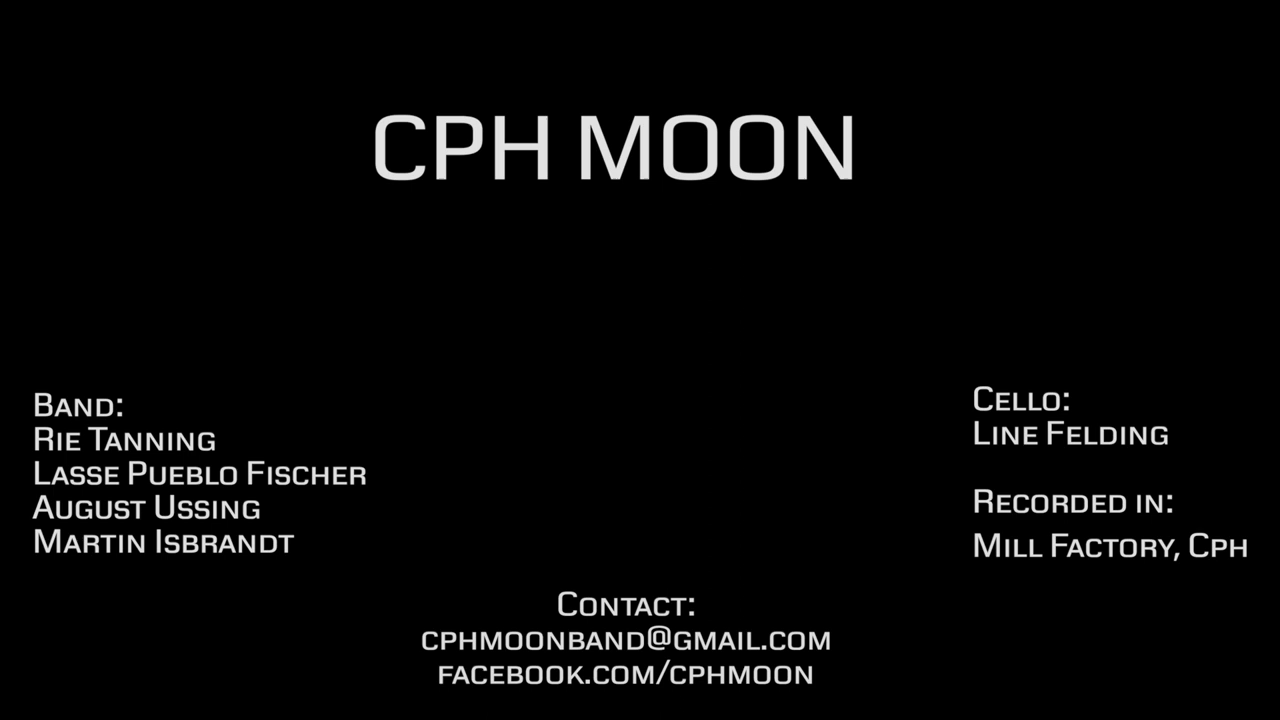 CPH MOON
Band:
Rie Tanning
Lasse Pueblo Fischer
August Ussing
Martin Isbrandt
Cello:
Line Felding
Recorded in:
Mill Factory, Cph
Contact:
cphmoonband@gmail.com
facebook.com/cphmoon